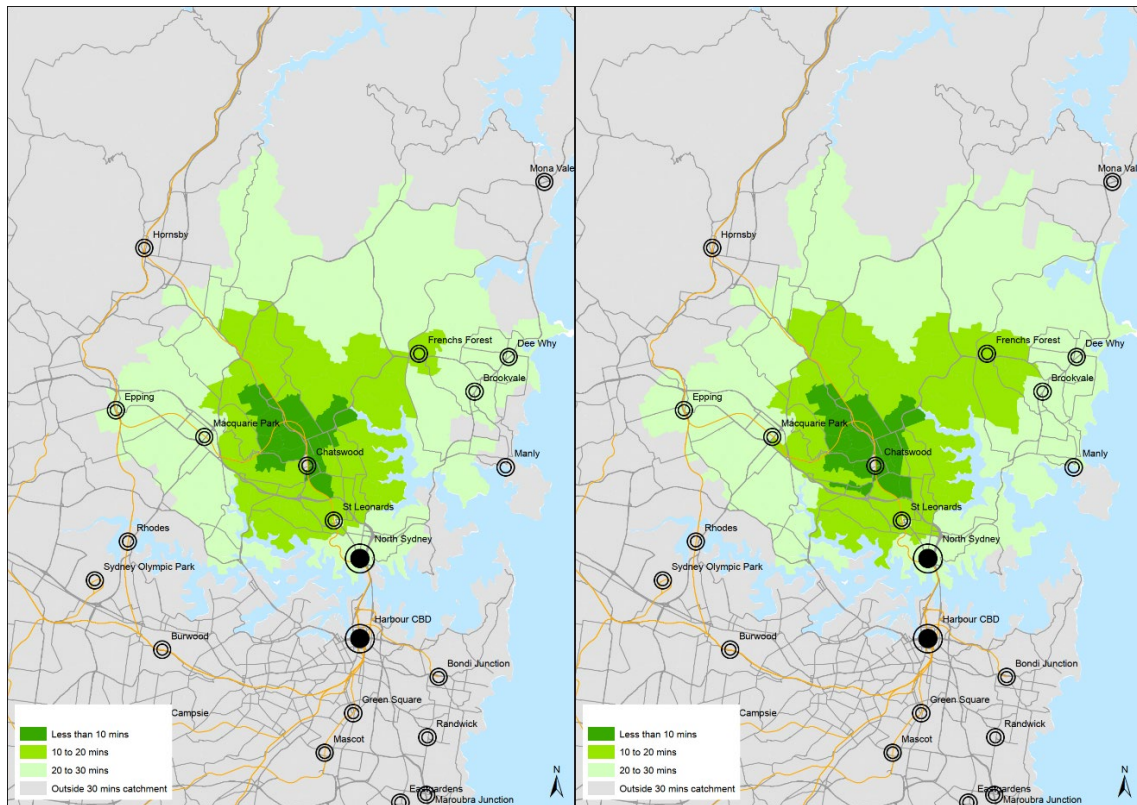 Mona Vale
Hornsby
Frenchs Forest
Dee Why
Brookvale
Epping
Macquarie Park
Chatswood
Manly
St Leonards
Rhodes
North Sydney
Sydney Olympic Park
Harbour CBD
Burwood
Bondi Junction
Green Square
Campsie
Randwick
Mascot
Eastgardens
Maroubra Junction
Less than 10 mins
10 to 20 mins
20 to 30 mins
Outside 30 mins catchment
N
Mona Vale
Hornsby
Frenchs Forest
Dee Why
Brookvale
Epping
Macquarie Park
Chatswood
Manly
St Leonards
Rhodes
North Sydney
Sydney Olympic Park
Harbour CBD
Burwood
Bondi Junction
Green Square
Campsie
Randwick
Mascot
Eastgardens
Maroubra Junction
Less than 10 mins
10 to 20 mins
20 to 30 mins
Outside 30 mins catchment
N